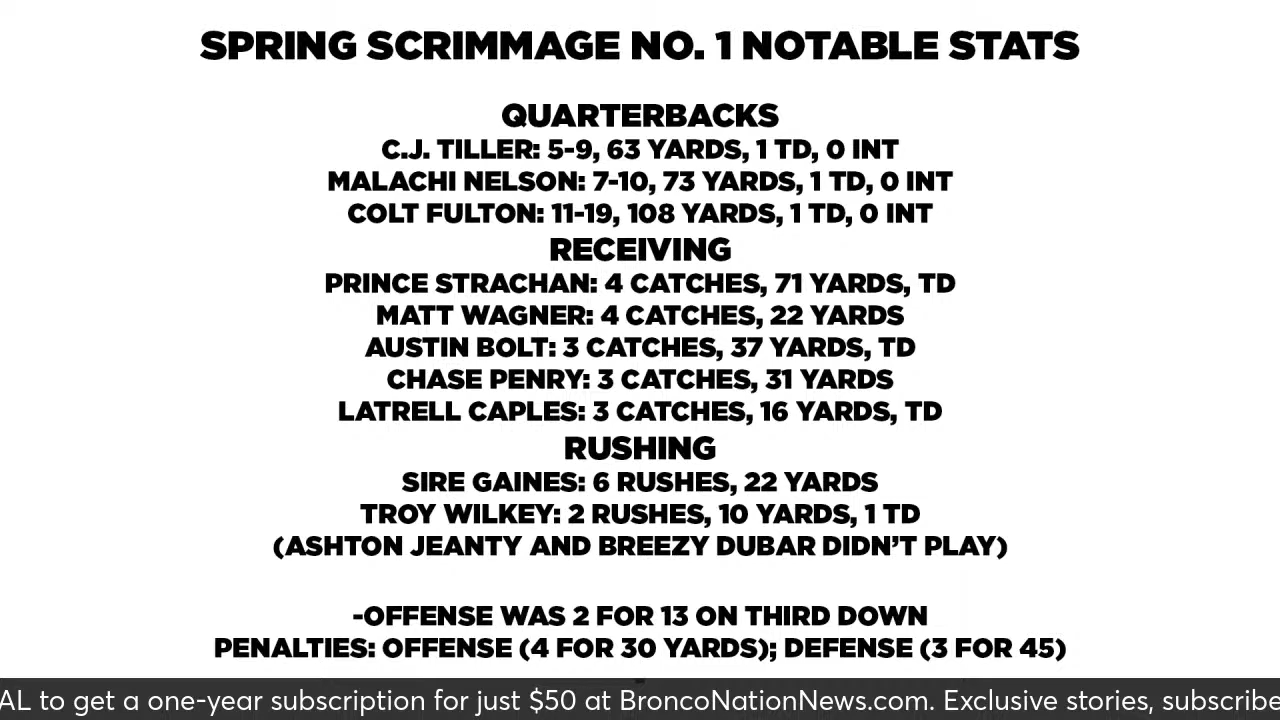 SPRING SCRIMMAGE NO. 1 NOTABLE STATS
QUARTERBACKS
C.J. TILLER: 5-9, 63 YARDS, 1 TD, 0 INT
MALACHI NELSON: 7-10, 73 YARDS, 1 TD, 0 INT
COLT FULTON: 11-19, 108 YARDS, 1 TD, 0 INT
RECEIVING
PRINCE STRACHAN: 4 CATCHES, 71 YARDS, TD
MATT WAGNER: 4 CATCHES, 22 YARDS
AUSTIN BOLT: 3 CATCHES, 37 YARDS, TD
CHASE PENRY: 3 CATCHES, 31 YARDS
LATRELL CAPLES: 3 CATCHES, 16 YARDS, TD
RUSHING
SIRE GAINES: 6 RUSHES, 22 YARDS
TROY WILKEY: 2 RUSHES, 10 YARDS, 1 TD
(ASHTON JEANTY AND BREEZY DUBAR DIDN'T PLAY)
-OFFENSE WAS 2 FOR 13 ON THIRD DOWN
PENALTIES: OFFENSE (4 FOR 30 YARDS); DEFENSE (3 FOR 45)
AL to get a one-year subscription for just $50 at BroncoNationNews.com. Exclusive stories, subscribe